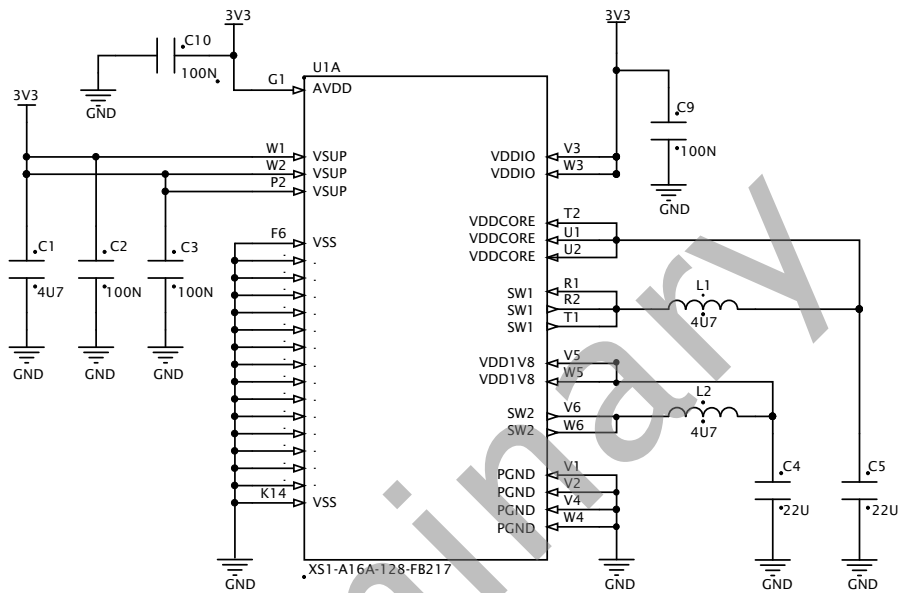 3V3
3V3
C10
100N
G1
U1A
AVDD
GND
3V3
C9
100N
GND
W1
VSUP
W2
VSUP
P2
VSUP
VDDIO
V3
VDDIO
W3
F6
VSS
VDDCORE
T2
VDDCORE
U1
VDDCORE
U2
C1
4U7
C2
100N
C3
100N
GND
GND
GND
SW1
R1
SW1
R2
SW1
T1
L1
4U7
VDD1V8
V5
VDD1V8
W5
SW2
V6
SW2
W6
L2
4U7
PGND
V1
PGND
V2
PGND
V4
PGND
W4
C4
22U
C5
22U
K14
VSS
GND
XS1-A16A-128-FB217
GND
GND
GND